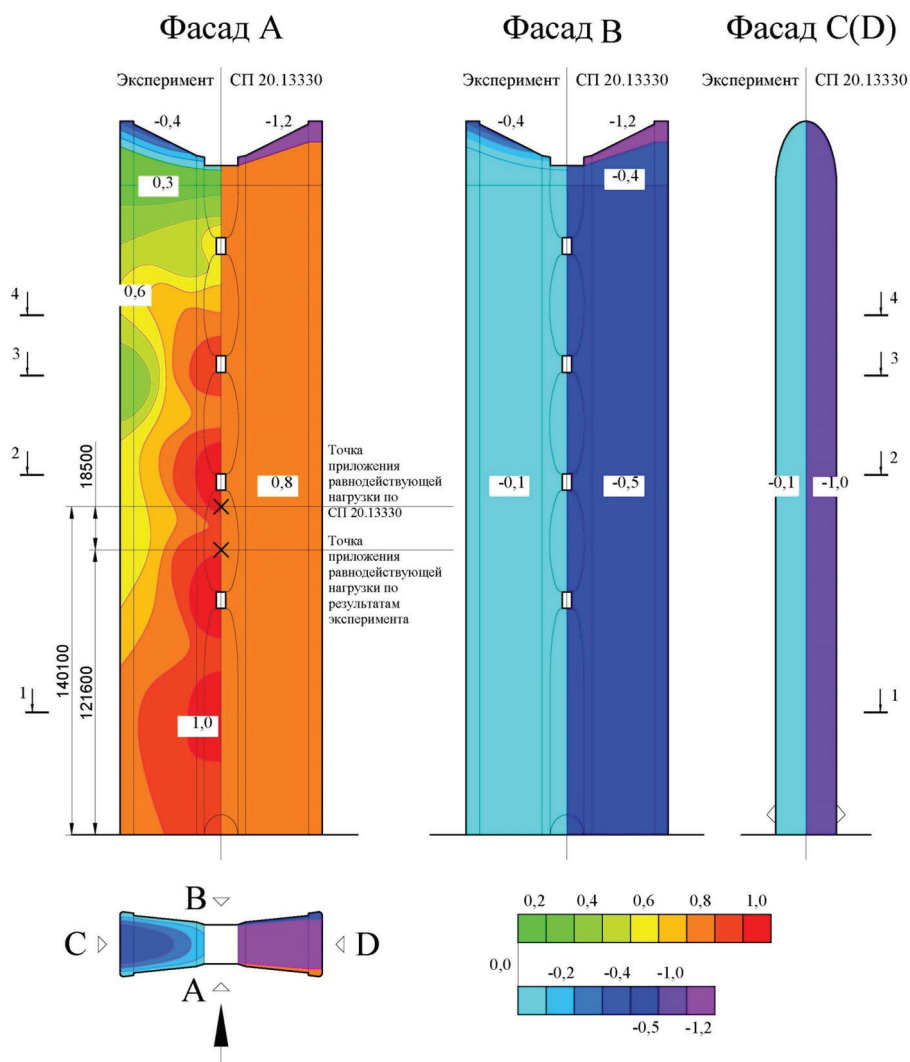 Фасад А
Фасад В
Фасад С(D)
Эксперимент
СП 20.13330
Эксперимент
СП 20.13330
Эксперимент
СП 20.13330
-0,4
-1,2
-0,4
-1,2
0,3
-0,4
0,6
4
4
3
3
2
2
18500
Точка
приложения
равнодействующей
нагрузки по
СП 20.13330
0,8
-0,1
-0,5
-0,1
-1,0
Точка
приложения
равнодействующей
нагрузки по
результатам
эксперимента
140100
121600
1
1,0
1
B
C
D
A
0,2
0,4
0,6
0,8
1,0
0,0
-0,2
-0,4
-1,0
-0,5
-1,2